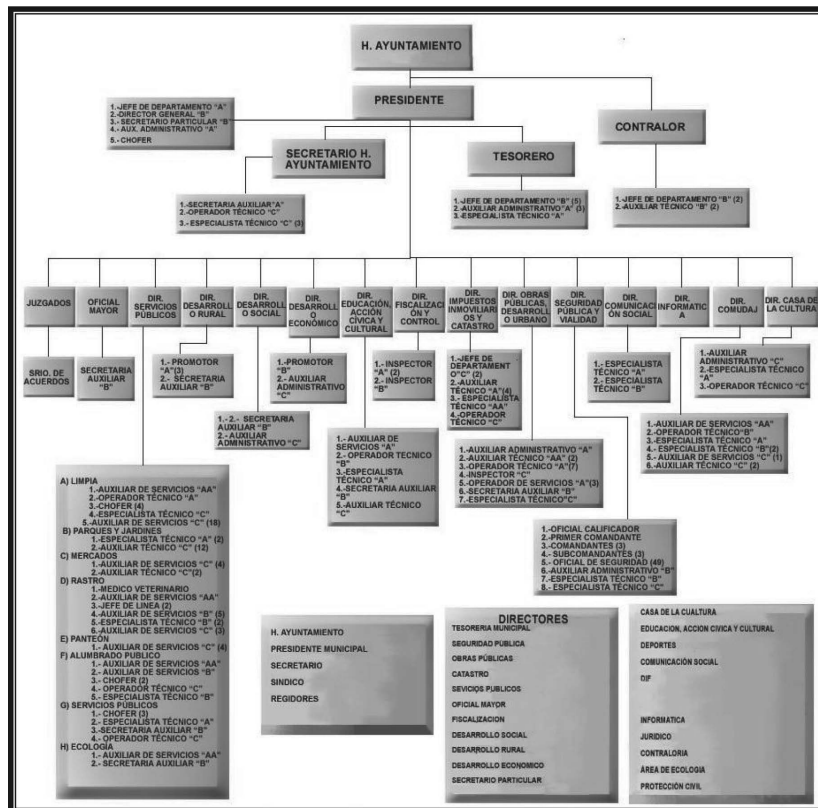 H. AYUNTAMIENTO
PRESIDENTE
1.-JEFE DE DEPARTAMENTO "A"
2.-DIRECTOR GENERAL "B"
3.- SECRETARIO PARTICULAR "B"
4.- AUX. ADMINISTRATIVO "A"
5.- CHOFER
CONTRALOR
SECRETARIO H.
AYUNTAMIENTO
TESORERO
1.-SECRETARIA AUXILIAR"A"
2.-OPERADOR TÉCNICO "C"
3.- ESPECIALISTA TÉCNICO "C" (3)
1.-JEFE DE DEPARTAMENTO "B" (5)
2.-AUXILIAR ADMINISTRATIVO"A" (3)
3.-ESPECIALISTA TÉCNICO "A"
1.-JEFE DE DEPARTAMENTO "B" (2)
2.-AUXILIAR TÉCNICO "B" (2)
JUZGADOS
OFICIAL
MAYOR
DIR.
SERVICIOS
PÚBLICOS
DIR.
DESARROLL
O RURAL
DIR.
DESARROLL
O SOCIAL
DIR.
DESARROLL
O
ECONÓMICO
DIR.
EDUCACIÓN,
ACCIÓN
CÍVICA Y
CULTURAL
DIR.
FISCALIZACI
ÓN Y
CONTROL
DIR.
IMPUESTOS
INMOVILIARI
OS Y
CATASTRO
DIR. OBRAS
PÚBLICAS,
DESARROLL
O URBANO
DIR.
SEGURIDAD
PÚBLICA Y
VIALIDAD
DIR.
COMUNICACI
ÓN SOCIAL
DIR.
INFORMATIC
A
DIR.
COMUDAJ
DIR. CASA DE
LA CULTURA
SRIO. DE
ACUERDOS
SECRETARIA
AUXILIAR
"B"
1.- PROMOTOR
"A"(3)
2.- SECRETARIA
AUXILIAR "B"
1.- 2.- SECRETARIA
AUXILIAR "B"
2.- AUXILIAR
ADMINISTRATIVO "C"
1.-PROMOTOR
"B"
2.- AUXILIAR
ADMINISTRATIVO
"C"
1.- AUXILIAR DE
SERVICIOS "A"
2.- OPERADOR TECNICO
"B"
3.-ESPECIALISTA
TÉCNICO "A"
4.-SECRETARIA AUXILIAR
"B"
5.-AUXILIAR TÉCNICO
"C"
1.- INSPECTOR
"A" (2)
2.- INSPECTOR
"B"
1.-JEFE DE
DEPARTAMENT
O"C" (2)
2.-AUXILIAR
TÉCNICO "A"(4)
3.- ESPECIALISTA
TÉCNICO "AA"
4.-OPERADOR
TÉCNICO "C"
1.-AUXILIAR ADMINISTRATIVO "A"
2.-AUXILIAR TÉCNICO "AA" (2)
3.-OPERADOR TÉCNICO "A"(7)
4.-INSPECTOR "C"
5.-OPERADOR DE SERVICIOS "A"(3)
6.-SECRETARIA AUXILIAR "B"
7.-ESPECIALISTA TÉCNICO"C"
1.-OFICIAL CALIFICADOR
2.-PRIMER COMANDANTE
3.-COMANDANTES (3)
4.- SUBCOMANDANTES (3)
5.- OFICIAL DE SEGURIDAD (49)
6.-AUXILIAR ADMINISTRATIVO "B"
7.-ESPECIALISTA TÉCNICO "B"
8.- ESPECIALISTA TÉCNICO "C"
1.-ESPECIALISTA
TÉCNICO "A"
2.- ESPECIALISTA
TÉCNICO "B"
1.-AUXILIAR DE SERVICIOS "AA"
2.-OPERADOR TÉCNICO"B"
3.-ESPECIALISTA TÉCNICO "A"
4.- ESPECIALISTA TÉCNICO "B"(2)
5.- AUXILIAR DE SERVICIOS "C" (1)
6.-AUXILIAR TÉCNICO "C" (2)
1.-AUXILIAR
ADMINISTRATIVO "C"
2.-ESPECIALISTA TÉCNICO
"A"
3.-OPERADOR TÉCNICO "C"
A) LIMPIA
1.-AUXILIAR DE SERVICIOS "AA"
2.-OPERADOR TÉCNICO "A"
3.-CHOFER (4)
4.-ESPECIALISTA TÉCNICO "C"
5.-AUXILIAR DE SERVICIOS "C" (18)
B) PARQUES Y JARDINES
1.-ESPECIALISTA TÉCNICO "A" (2)
2.-AUXILIAR TÉCNICO "C" (12)
C) MERCADOS
1.-AUXILIAR DE SERVICIOS "C" (4)
2.-AUXILIAR TÉCNICO "C"(2)
D) RASTRO
1.-MEDICO VETERINARIO
2.-AUXILIAR DE SERVICIOS "AA"
3.-JEFE DE LINEA (2)
4.-AUXILIAR DE SERVICIOS "B" (5)
5.-ESPECIALISTA TÉCNICO "B" (2)
6.-AUXILIAR DE SERVICIOS "C" (3)
E) PANTEÓN
1.- AUXILIAR DE SERVICIOS "C" (4)
F) ALUMBRADO PUBLICO
1.- AUXILIAR DE SERVICIOS "AA"
2.- AUXILIAR DE SERVICIOS "B"
3.- CHOFER (2)
4.- OPERADOR TÉCNICO "C"
5.- ESPECIALISTA TÉCNICO "B"
G) SERVICIOS PÚBLICOS
1.- CHOFER (3)
2.- ESPECIALISTA TÉCNICO "A"
3.-SECRETARIA AUXILIAR "B"
4.- OPERADOR TÉCNICO "C"
H) ECOLOGÍA
1.- AUXILIAR DE SERVICIOS "AA"
2.- SECRETARIA AUXILIAR "B"
H. AYUNTAMIENTO
PRESIDENTE MUNICIPAL
SECRETARIO
SINDICO
REGIDORES
DIRECTORES
TESORERIA MUNICIPAL
SEGURIDAD PÚBLICA
OBRAS PÚBLICAS
CATASTRO
SEVICIOS PUBLICOS
OFICIAL MAYOR
FISCALIZACION
DESARROLLO SOCIAL
DESARROLLO RURAL
DESARROLLO ECONOMICO
SECRETARIO PARTICULAR
CASA DE LA CUALTURA
EDUCACION, ACCION CIVICA Y CULTURAL
DEPORTES
COMUNICACIÓN SOCIAL
DIF
INFORMATICA
JURIDICO
CONTRALORIA
ÁREA DE ECOLOGIA
PROTECCIÓN CIVIL